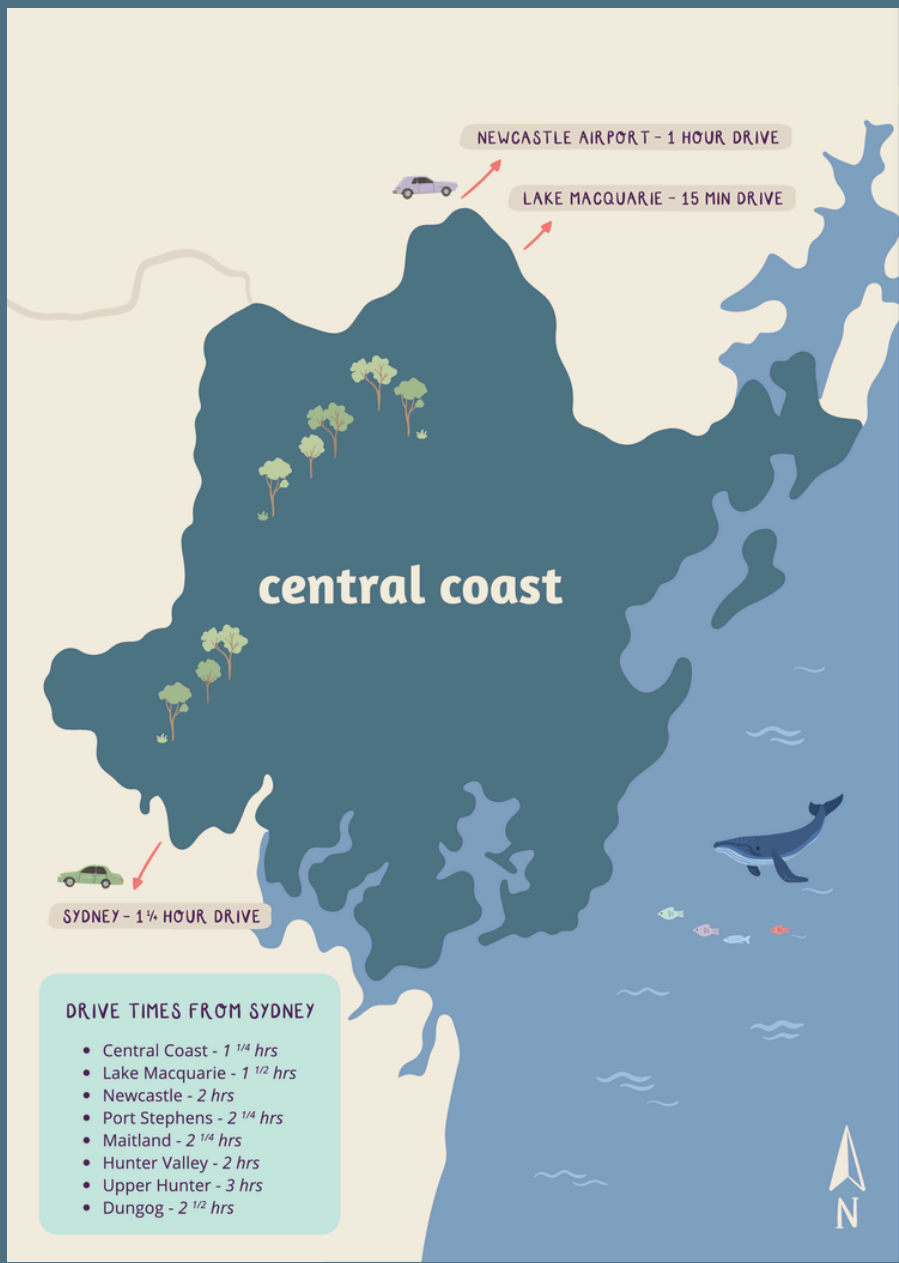 NEWCASTLE AIRPORT - 1 HOUR DRIVE
LAKE MACQUARIE - 15 MIN DRIVE
central coast
SYDNEY - 1 1/4 HOUR DRIVE
DRIVE TIMES FROM SYDNEY
• Central Coast - 1 1/4 hrs
• Lake Macquarie - 1 1/2 hrs
• Newcastle - 2 hrs
• Port Stephens - 2 1/4 hrs
• Maitland - 2 1/4 hrs
• Hunter Valley - 2 hrs
• Upper Hunter - 3 hrs
• Dungog - 2 1/2 hrs
N